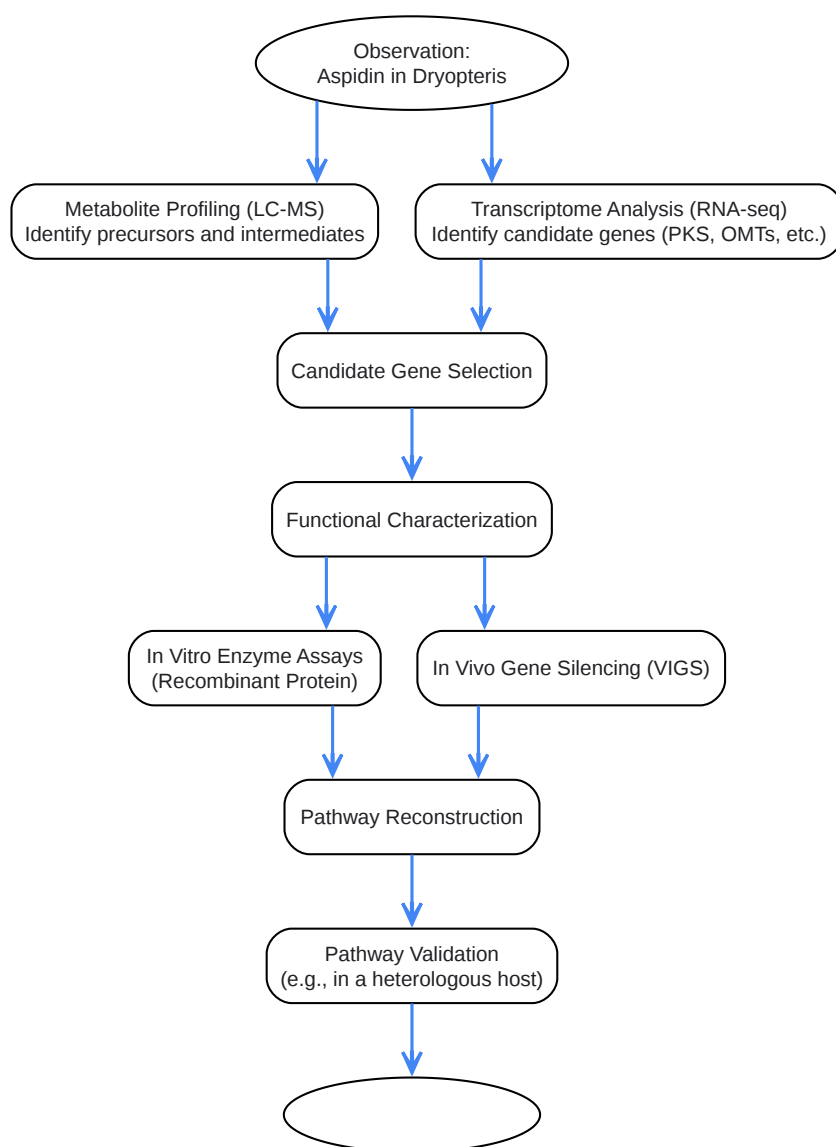 Observation:
Aspidin in Dryopteris
Metabolite Profiling (LC-MS)
Identify precursors and intermediates
Transcriptome Analysis (RNA-seq)
Identify candidate genes (PKS, OMTs, etc.)
Candidate Gene Selection
Functional Characterization
In Vitro Enzyme Assays
(Recombinant Protein)
In Vivo Gene Silencing (VIGS)
Pathway Reconstruction
Pathway Validation
(e.g., in a heterologous host)